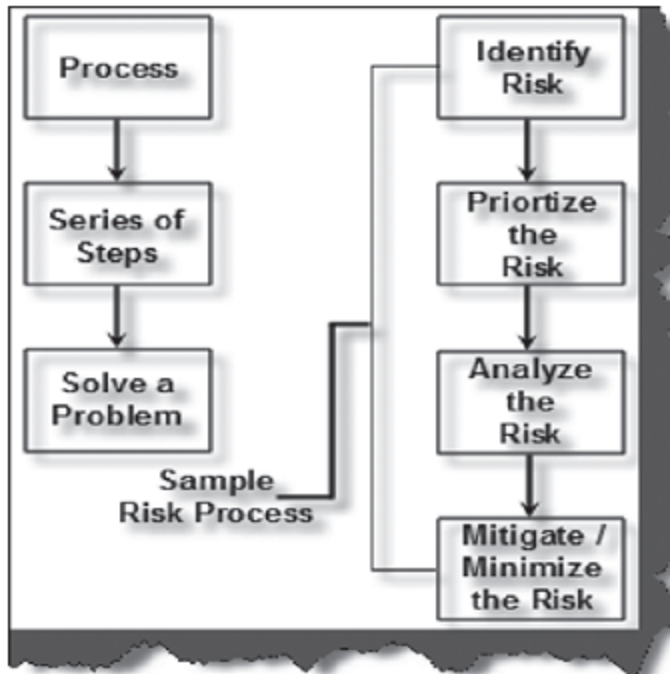 Process
Series of
Steps
Solve a
Problem
Sample
Risk Process
Identify
Risk
Priortize
the
Risk
Analyze
the
Risk
Mitigate /
Minimize
the Risk